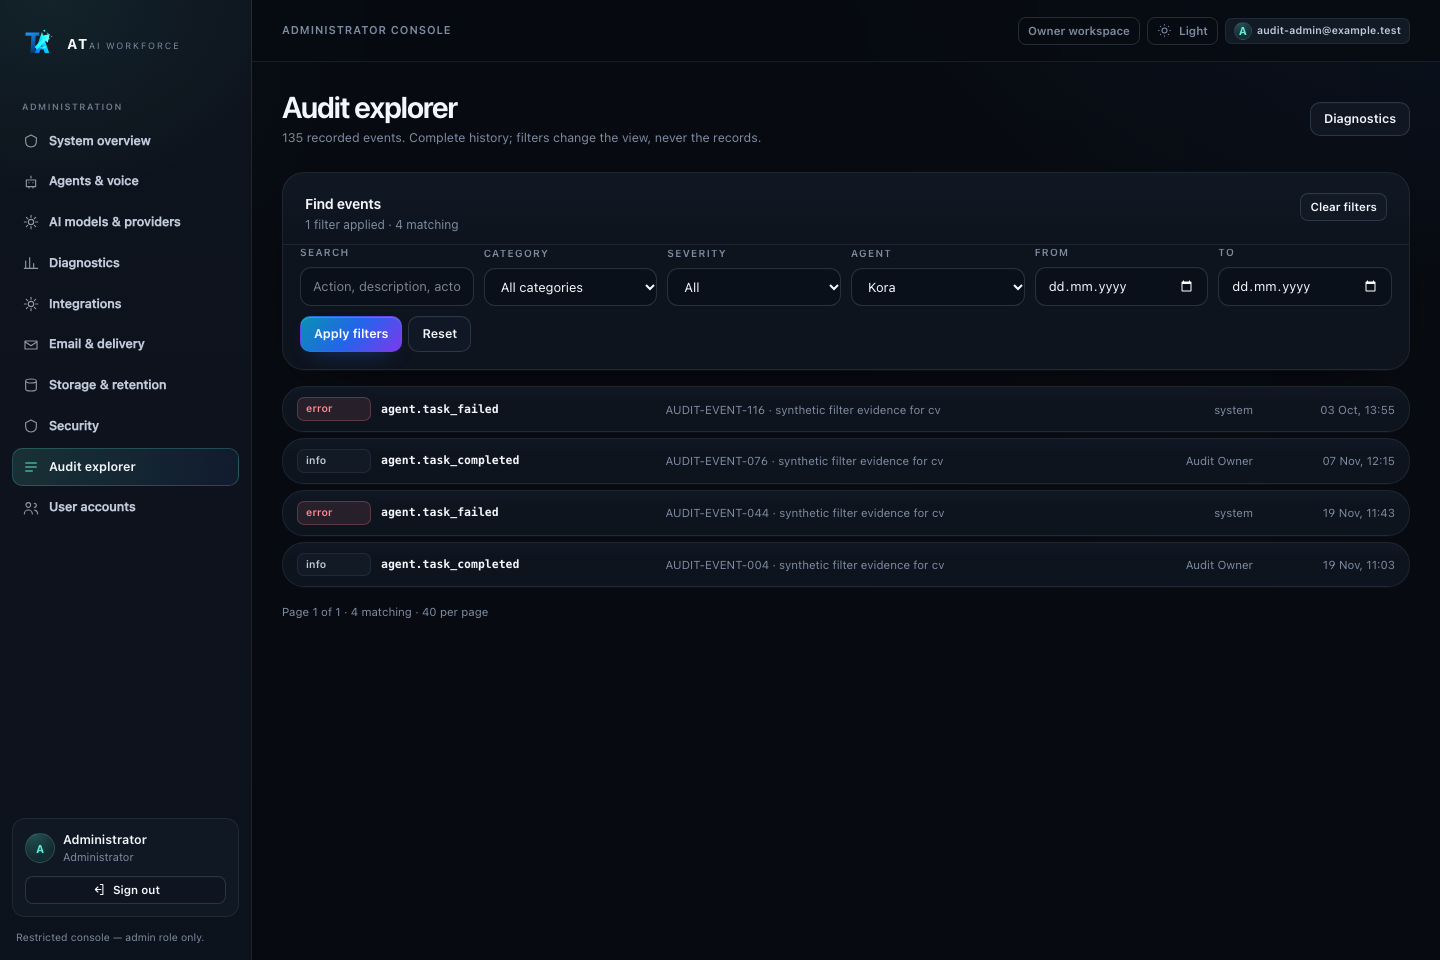 AT AI WORKFORCE
ADMINISTRATION
System overview
Agents & voice
AI models & providers
Diagnostics
Integrations
Email & delivery
Storage & retention
Security
Audit explorer
User accounts
A
Administrator
Administrator
Sign out
Restricted console — admin role only.
ADMINISTRATOR CONSOLE
Owner workspace
Light
A audit-admin@example.test
Audit explorer
135 recorded events. Complete history; filters change the view, never the records.
Diagnostics
Find events
1 filter applied · 4 matching
Clear filters
SEARCH CATEGORY SEVERITY AGENT FROM TO
Action, description, acto All categories All Kora dd.mm.yyyy dd.mm.yyyy
Apply filters Reset
error agent.task_failed AUDIT-EVENT-116 · synthetic filter evidence for cv system 03 Oct, 13:55
info agent.task_completed AUDIT-EVENT-076 · synthetic filter evidence for cv Audit Owner 07 Nov, 12:15
error agent.task_failed AUDIT-EVENT-044 · synthetic filter evidence for cv system 19 Nov, 11:43
info agent.task_completed AUDIT-EVENT-004 · synthetic filter evidence for cv Audit Owner 19 Nov, 11:03
Page 1 of 1 · 4 matching · 40 per page